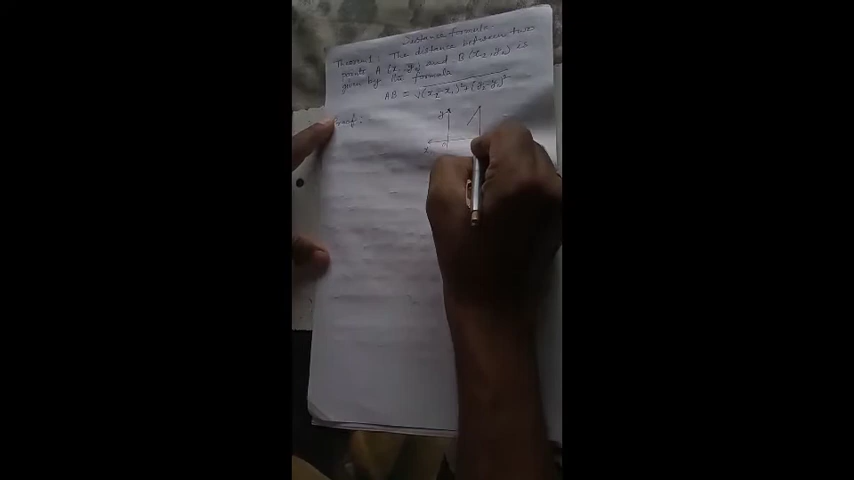 Distance formula
Theorem 1 The distance between two
points A (x1, y1) and B (x2, y2) is
given by the formula
AB = √(x2-x1)²+(y2-y1)²
Proof:
y
x